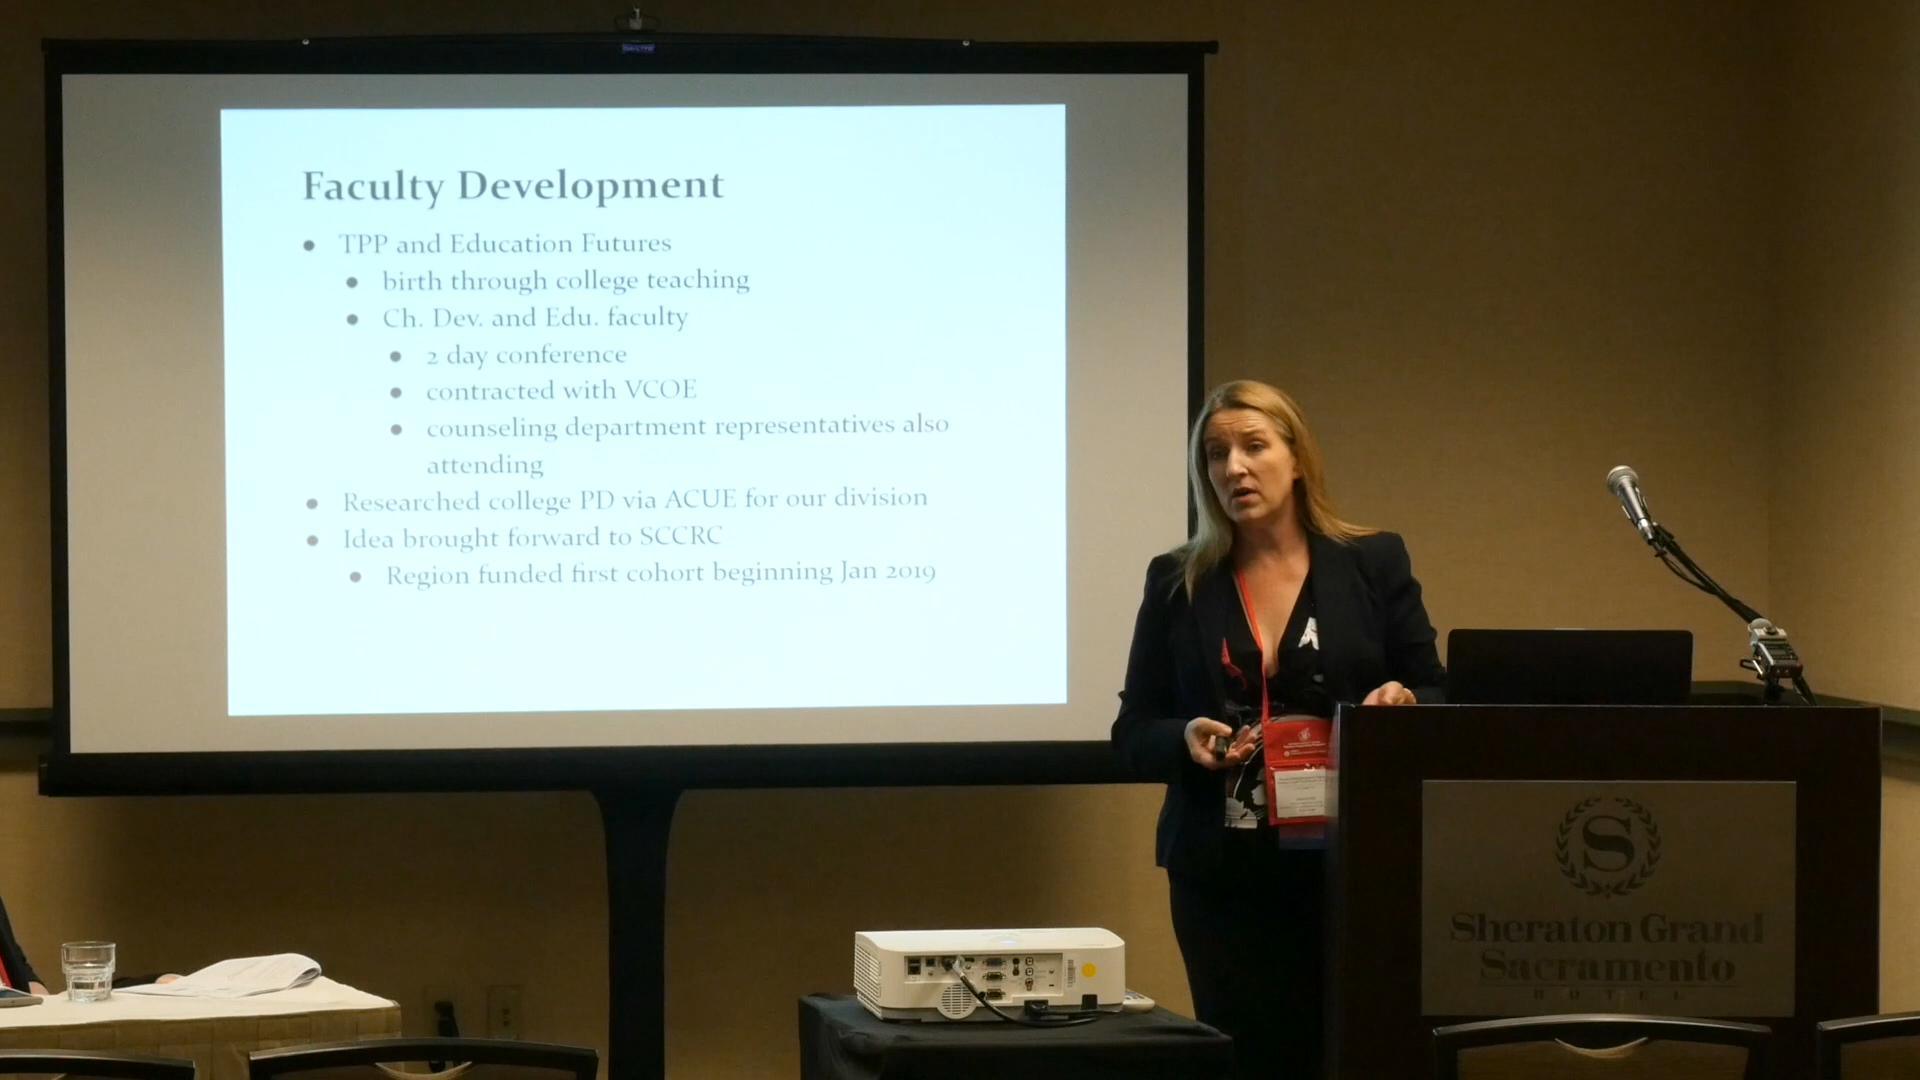 Faculty Development
• TPP and Education Futures
• birth through college teaching
• Ch. Dev. and Edu. faculty
• 2 day conference
• contracted with VCOE
• counseling department representatives also
attending
• Researched college PD via ACUE for our division
• Idea brought forward to SCCRC
• Region funded first cohort beginning Jan 2019
S
Sheraton Grand
Sacramento
HOTEL